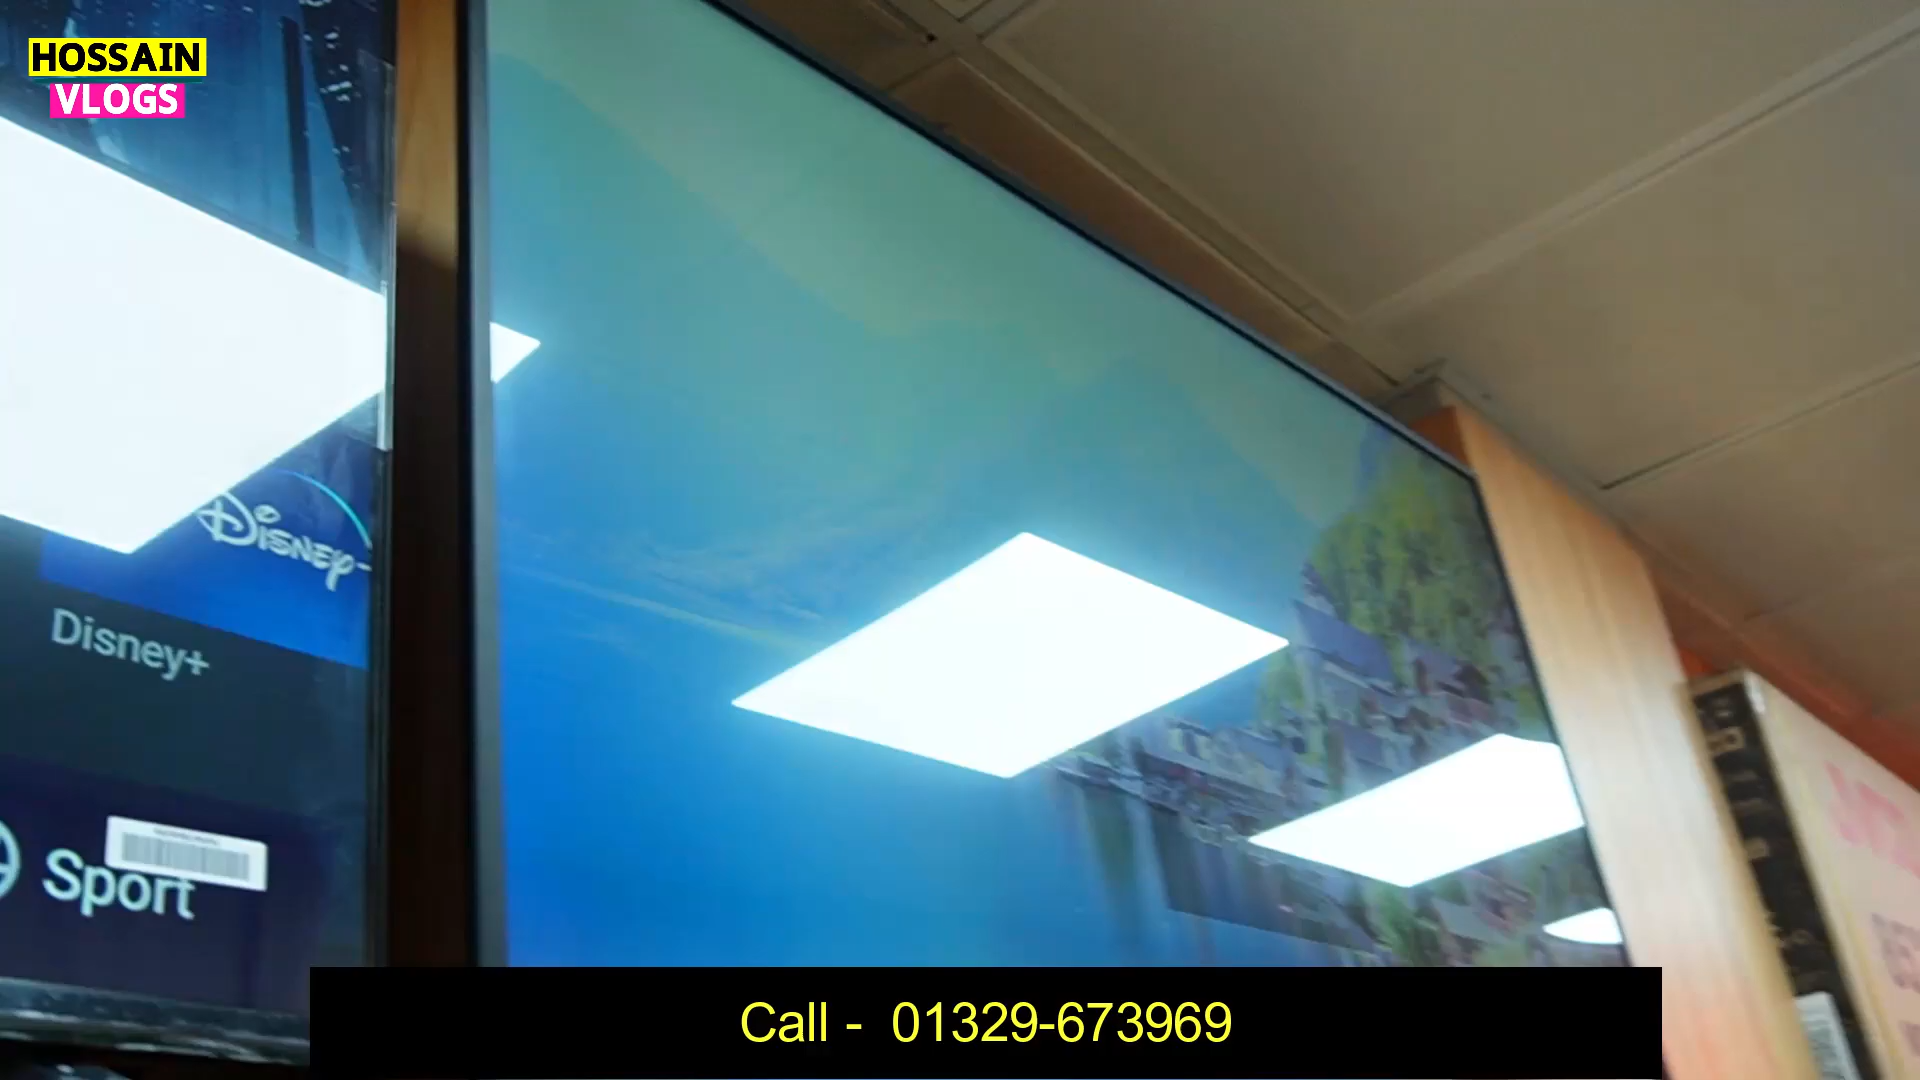 HOSSAIN
VLOGS
Disney+
Disney+
Sport
Call - 01329-673969